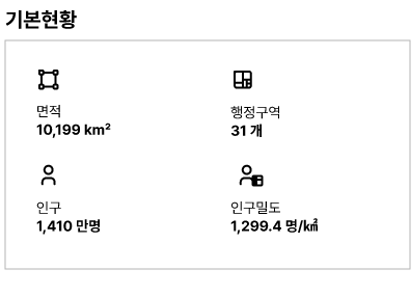 기본현황
면적
10,199 km²
행정구역
31 개
인구
1,410 만명
인구밀도
1,299.4 명/㎢